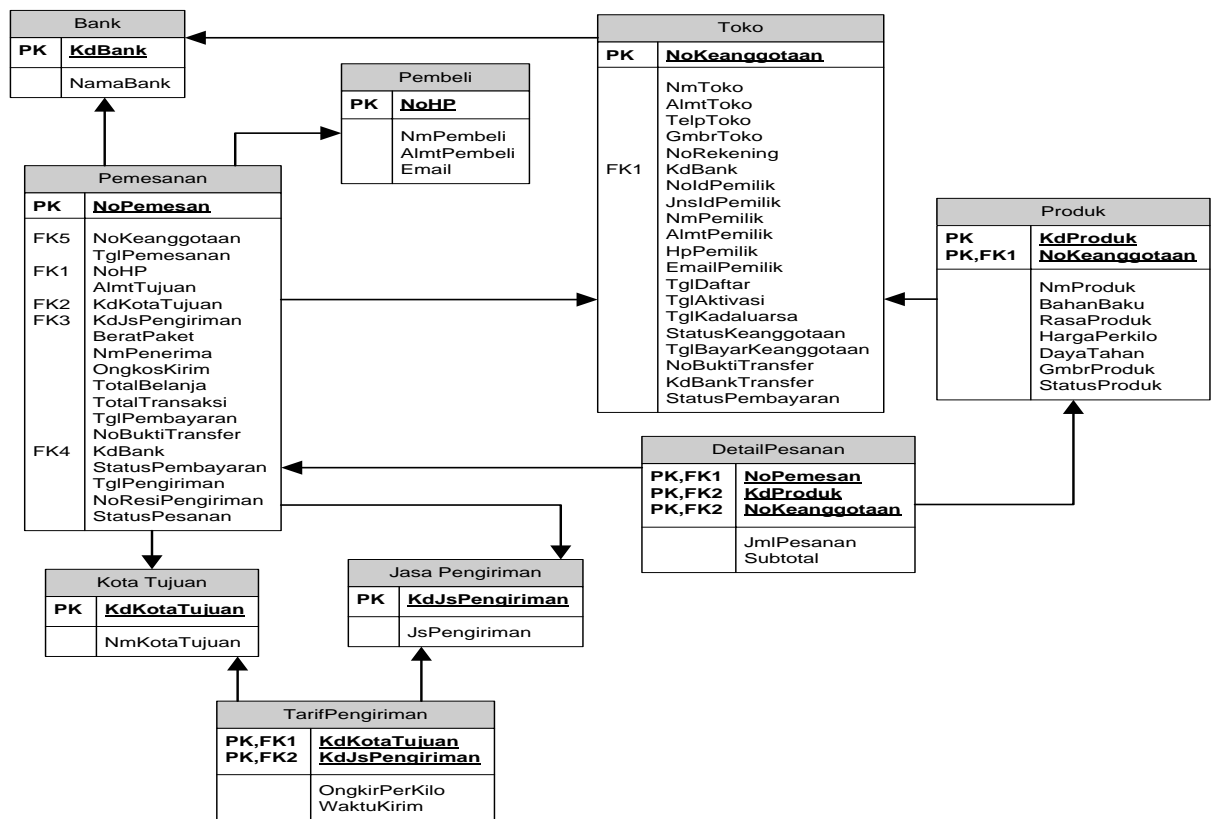 Bank
PK KdBank
NamaBank
Toko
PK NoKeanggotaan
NmToko
AlmtToko
TelpToko
GmbrToko
NoRekening
FK1 KdBank
NoIdPemilik
JnsIdPemilik
NmPemilik
AlmtPemilik
HpPemilik
EmailPemilik
TglDaftar
TglAktivasi
TglKadaluarsa
StatusKeanggotaan
TglBayarKeanggotaan
NoBuktiTransfer
KdBankTransfer
StatusPembayaran
Pembeli
PK NoHP
NmPembeli
AlmtPembeli
Email
Pemesanan
PK NoPemesan
FK5 NoKeanggotaan
TglPemesanan
FK1 NoHP
AlmtTujuan
FK2 KdKotaTujuan
FK3 KdJsPengiriman
BeratPaket
NmPenerima
OngkosKirim
TotalBelanja
TotalTransaksi
TglPembayaran
NoBuktiTransfer
FK4 KdBank
StatusPembayaran
TglPengiriman
NoResiPengiriman
StatusPesanan
Produk
PK KdProduk
PK,FK1 NoKeanggotaan
NmProduk
BahanBaku
RasaProduk
HargaPerkilo
DayaTahan
GmbrProduk
StatusProduk
DetailPesanan
PK,FK1 NoPemesan
PK,FK2 KdProduk
PK,FK2 NoKeanggotaan
JmlPesanan
Subtotal
Kota Tujuan
PK KdKotaTujuan
NmKotaTujuan
Jasa Pengiriman
PK KdJsPengiriman
JsPengiriman
TarifPengiriman
PK,FK1 KdKotaTujuan
PK,FK2 KdJsPengiriman
OngkirPerKilo
WaktuKirim